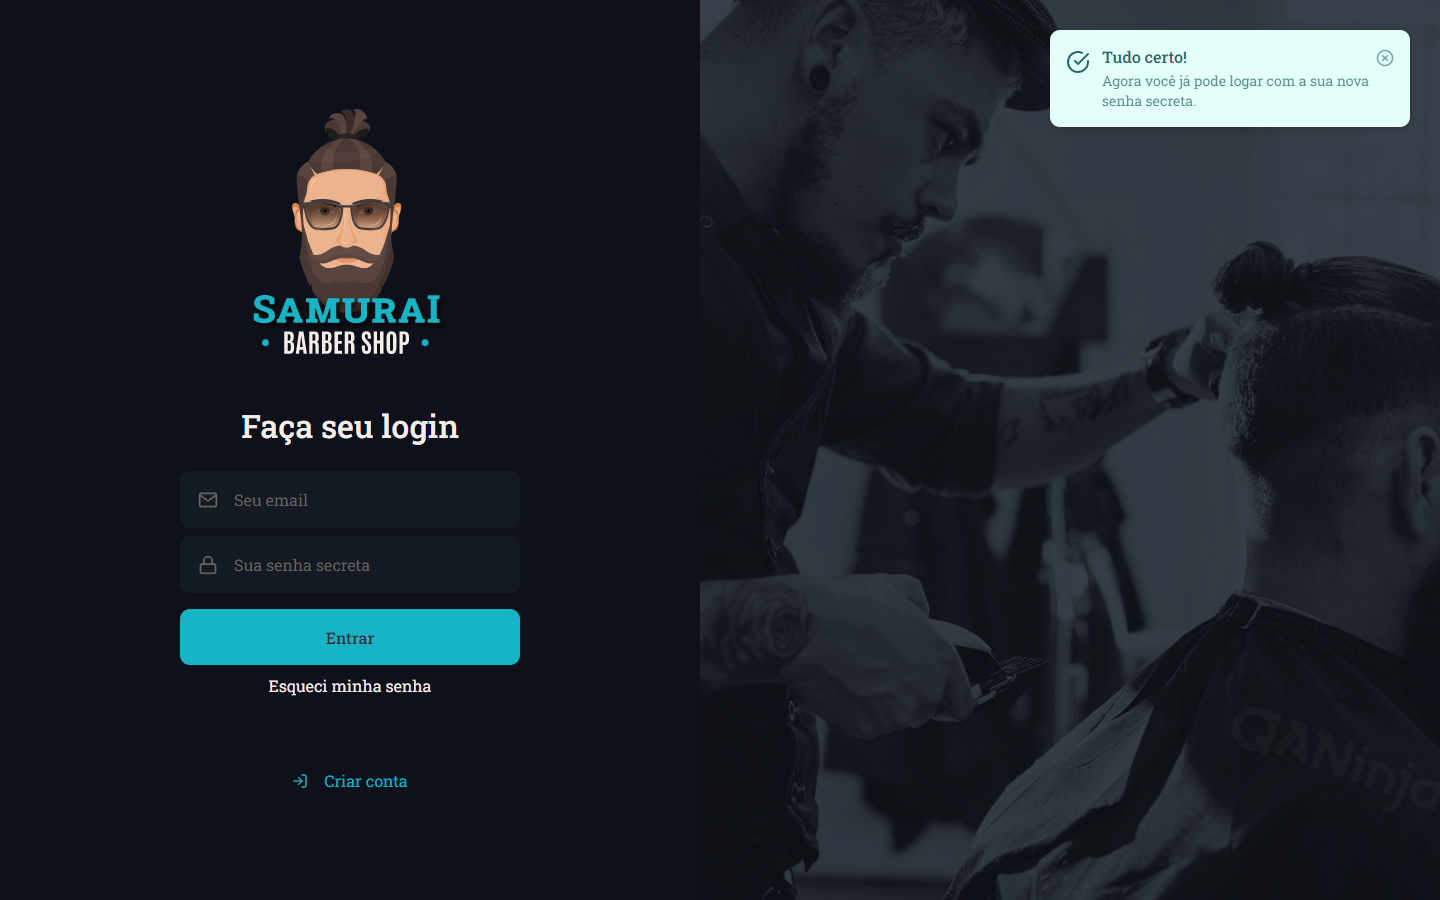 Tudo certo!
Agora você já pode logar com a sua nova
senha secreta.
SAMURAI
• BARBER SHOP •
Faça seu login
Seu email
Sua senha secreta
Entrar
Esqueci minha senha
Criar conta
QANinja